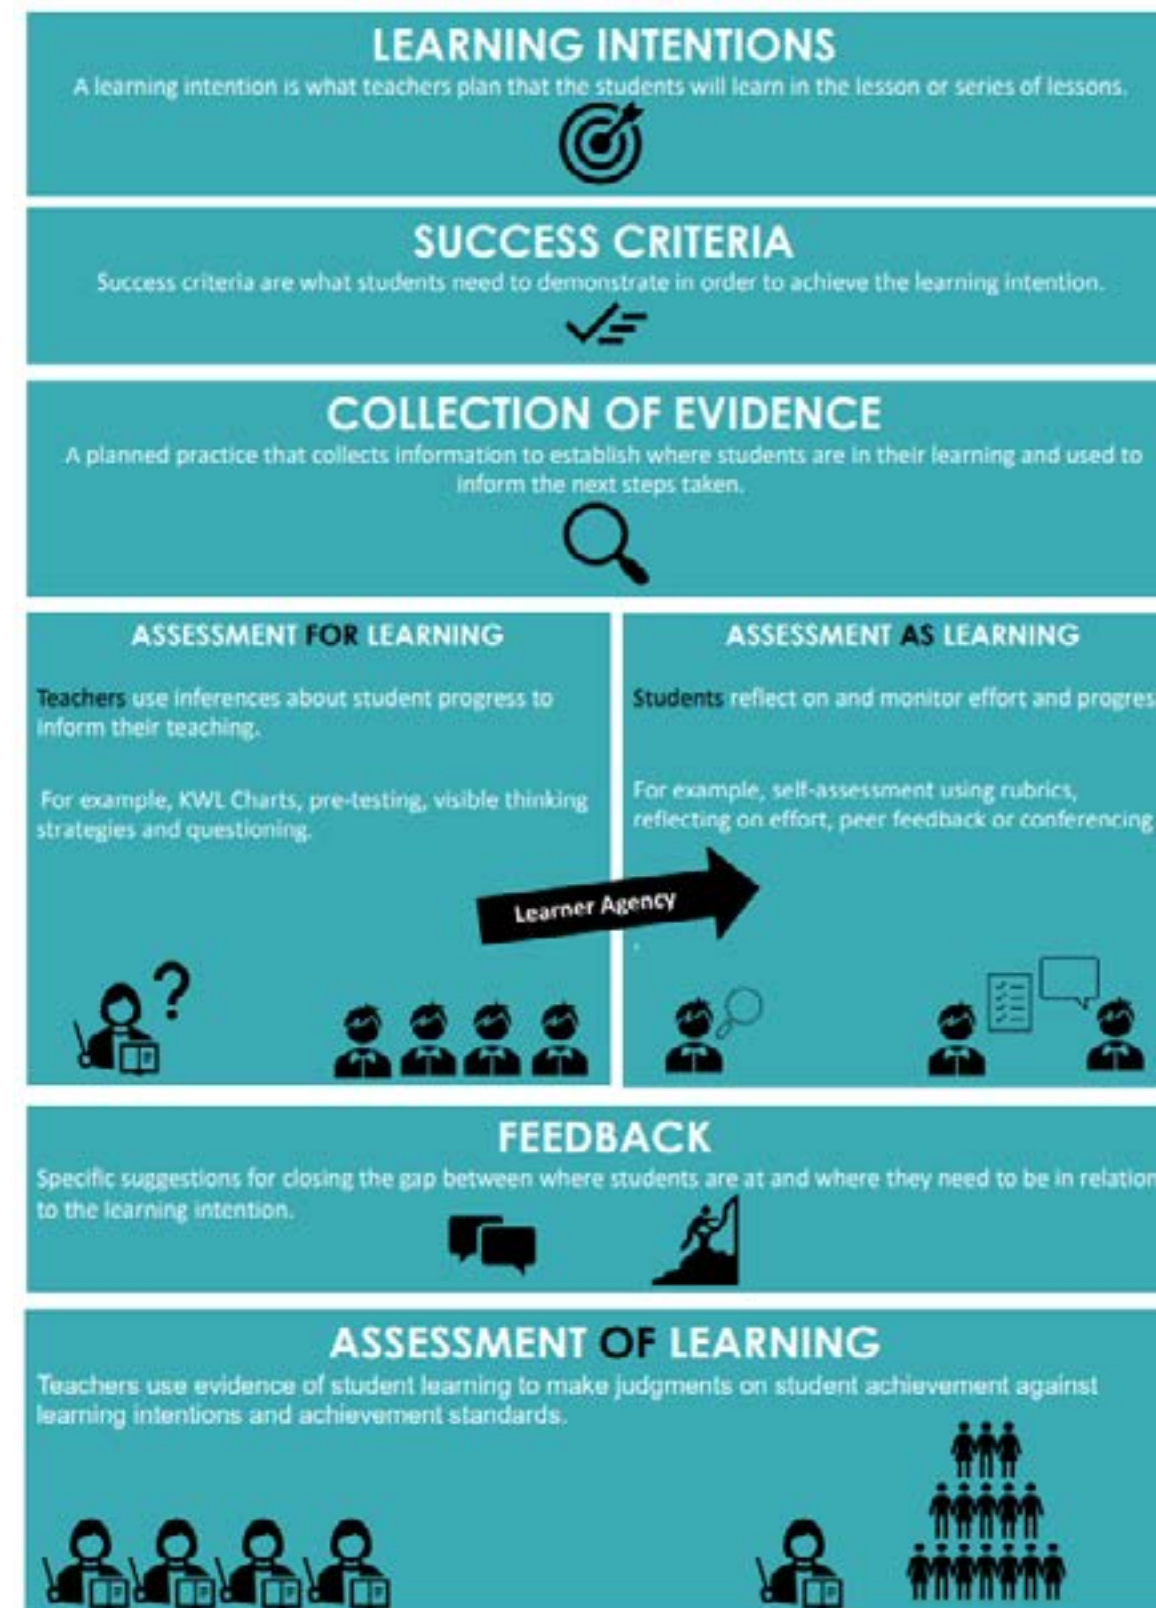 LEARNING INTENTIONS
A learning intention is what teachers plan that the students will learn in the lesson or series of lessons.
SUCCESS CRITERIA
Success criteria are what students need to demonstrate in order to achieve the learning intention.
COLLECTION OF EVIDENCE
A planned practice that collects information to establish where students are in their learning and used to
inform the next steps taken.
ASSESSMENT FOR LEARNING
Teachers use inferences about student progress to
inform their teaching.
For example, KWL Charts, pre-testing, visible thinking
strategies and questioning.
ASSESSMENT AS LEARNING
Students reflect on and monitor effort and progres
For example, self-assessment using rubrics,
reflecting on effort, peer feedback or conferencing
Learner Agency
FEEDBACK
Specific suggestions for closing the gap between where students are at and where they need to be in relation
to the learning intention.
ASSESSMENT OF LEARNING
Teachers use evidence of student learning to make judgments on student achievement against
learning intentions and achievement standards.